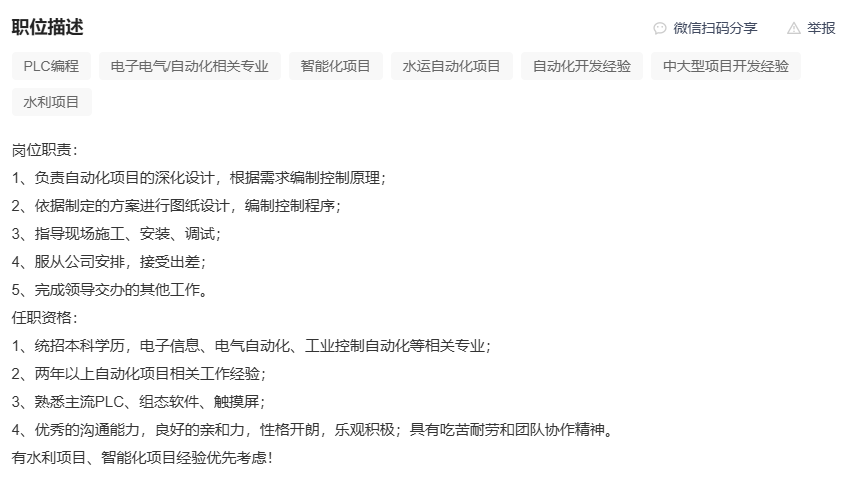 职位描述
微信扫码分享
举报
PLC编程 电子电气/自动化相关专业 智能化项目 水运自动化项目 自动化开发经验 中大型项目开发经验
水利项目
岗位职责：
1、负责自动化项目的深化设计，根据需求编制控制原理；
2、依据制定的方案进行图纸设计，编制控制程序；
3、指导现场施工、安装、调试；
4、服从公司安排，接受出差；
5、完成领导交办的其他工作。
任职资格：
1、统招本科学历，电子信息、电气自动化、工业控制自动化等相关专业；
2、两年以上自动化项目相关工作经验；
3、熟悉主流PLC、组态软件、触摸屏；
4、优秀的沟通能力，良好的亲和力，性格开朗，乐观积极；具有吃苦耐劳和团队协作精神。
有水利项目、智能化项目经验优先考虑！